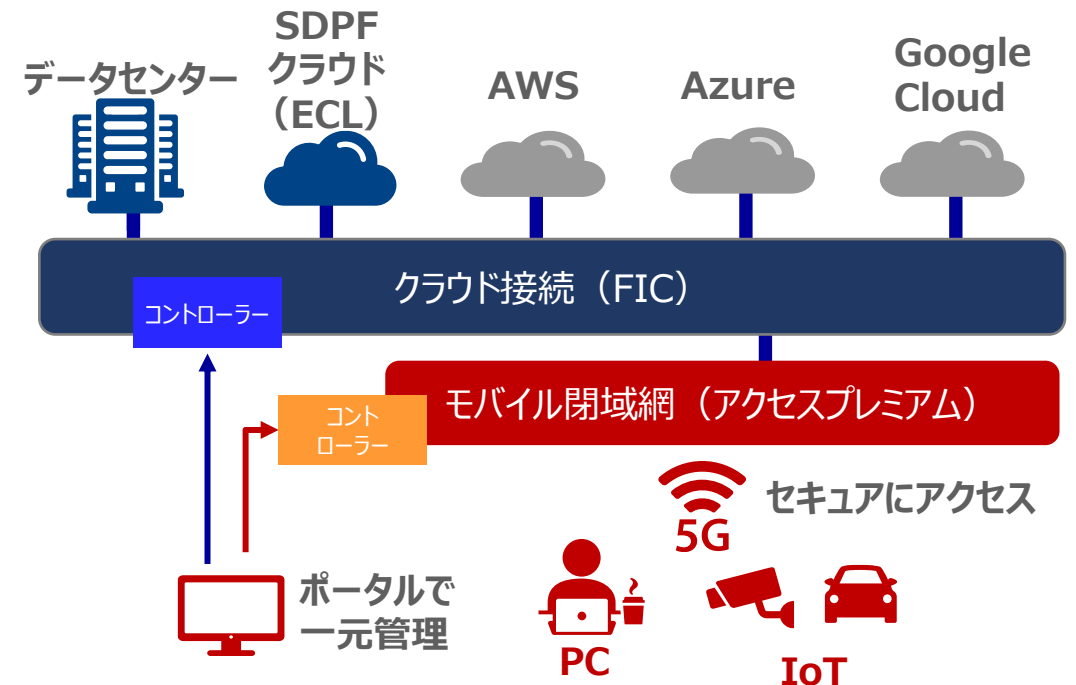 データセンター
SDPF
クラウド
（ECL）
AWS
Azure
Google
Cloud
クラウド接続（FIC）
コントローラー
モバイル閉域網（アクセスプレミアム）
コント
ローラー
5G
セキュアにアクセス
ポータルで
一元管理
PC
IoT